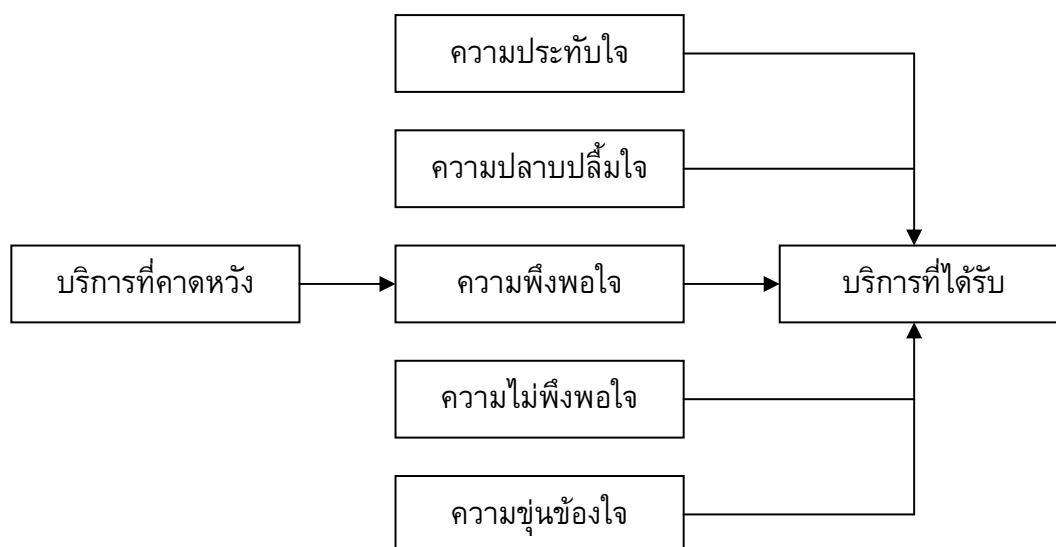 ความประทับใจ
ความปลาบปลื้มใจ
บริการที่คาดหวัง
ความพึงพอใจ
บริการที่ได้รับ
ความไม่พึงพอใจ
ความขุ่นข้องใจ